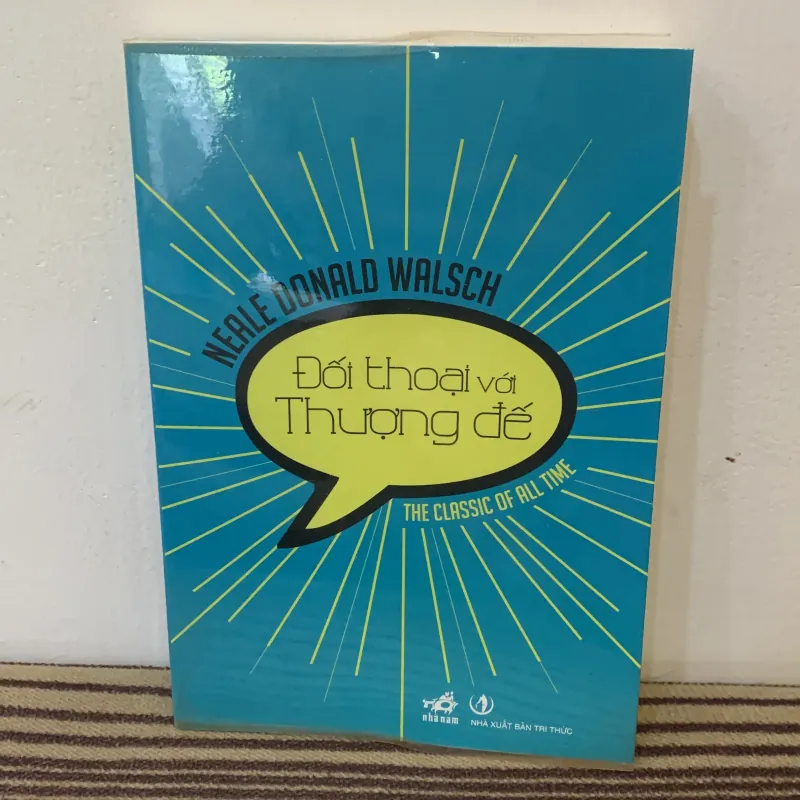 NEALE DONALD WALSCH
Đối thoại với
Thượng đế
THE CLASSIC OF ALL TIME
nhã nam
NHÀ XUẤT BẢN TRI THỨC